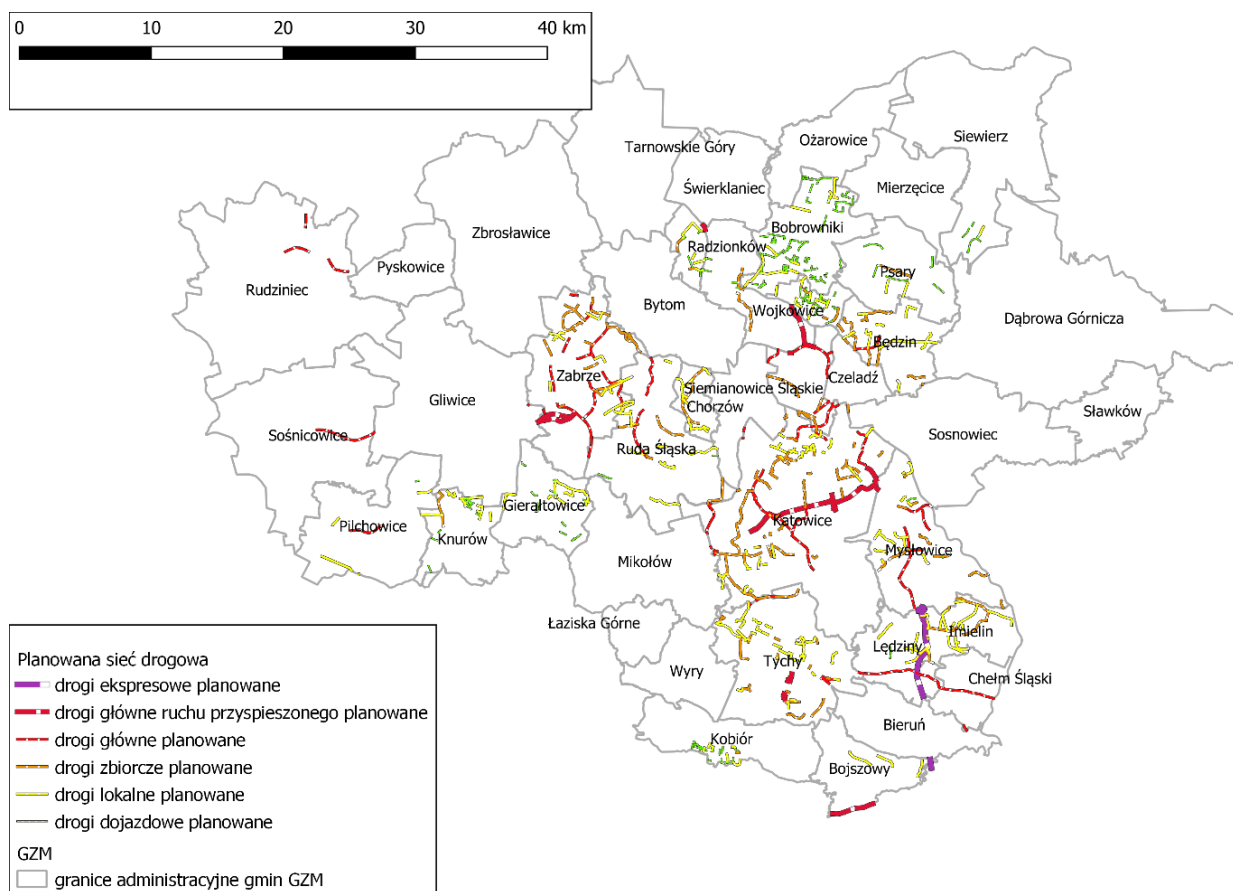 0 10 20 30 40 km
Ożarowice
Siewierz
Tarnowskie Góry
Świerklaniec
Mierzęcice
Zbrosławice
Bobrowniki
Radzionków
Pyskowice
Psary
Rudziniec
Bytom
Wojkowice
Dąbrowa Górnicza
Będzin
Zabrze
Czeladź
Siemianowice Śląskie
Gliwice
Chorzów
Sławków
Sośnicowice
Sosnowiec
Ruda Śląska
Gierałtowice
Pilchowice
Katowice
Knurów
Mysłowice
Mikołów
Łaziska Górne
Imielin
Lędziny
Tychy
Wyry
Chełm Śląski
Bieruń
Kobiór
Bojszowy
Planowana sieć drogowa
drogi ekspresowe planowane
drogi główne ruchu przyspieszonego planowane
drogi główne planowane
drogi zbiorcze planowane
drogi lokalne planowane
drogi dojazdowe planowane
GZM
granice administracyjne gmin GZM